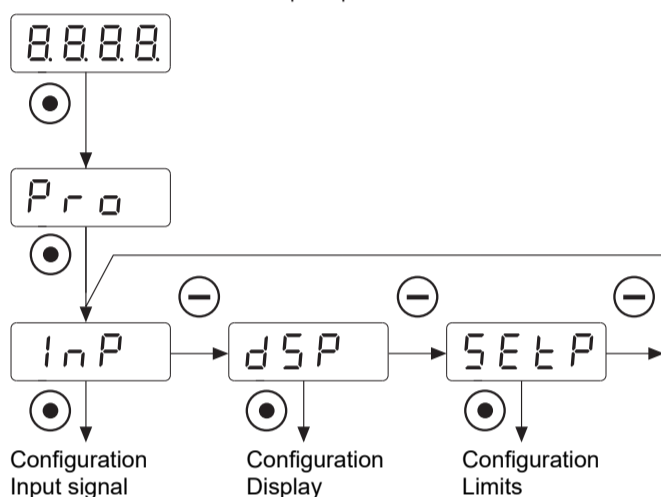 8.8.8.8.
Pro
InP
dSP
SEtP
Configuration
Input signal
Configuration
Display
Configuration
Limits